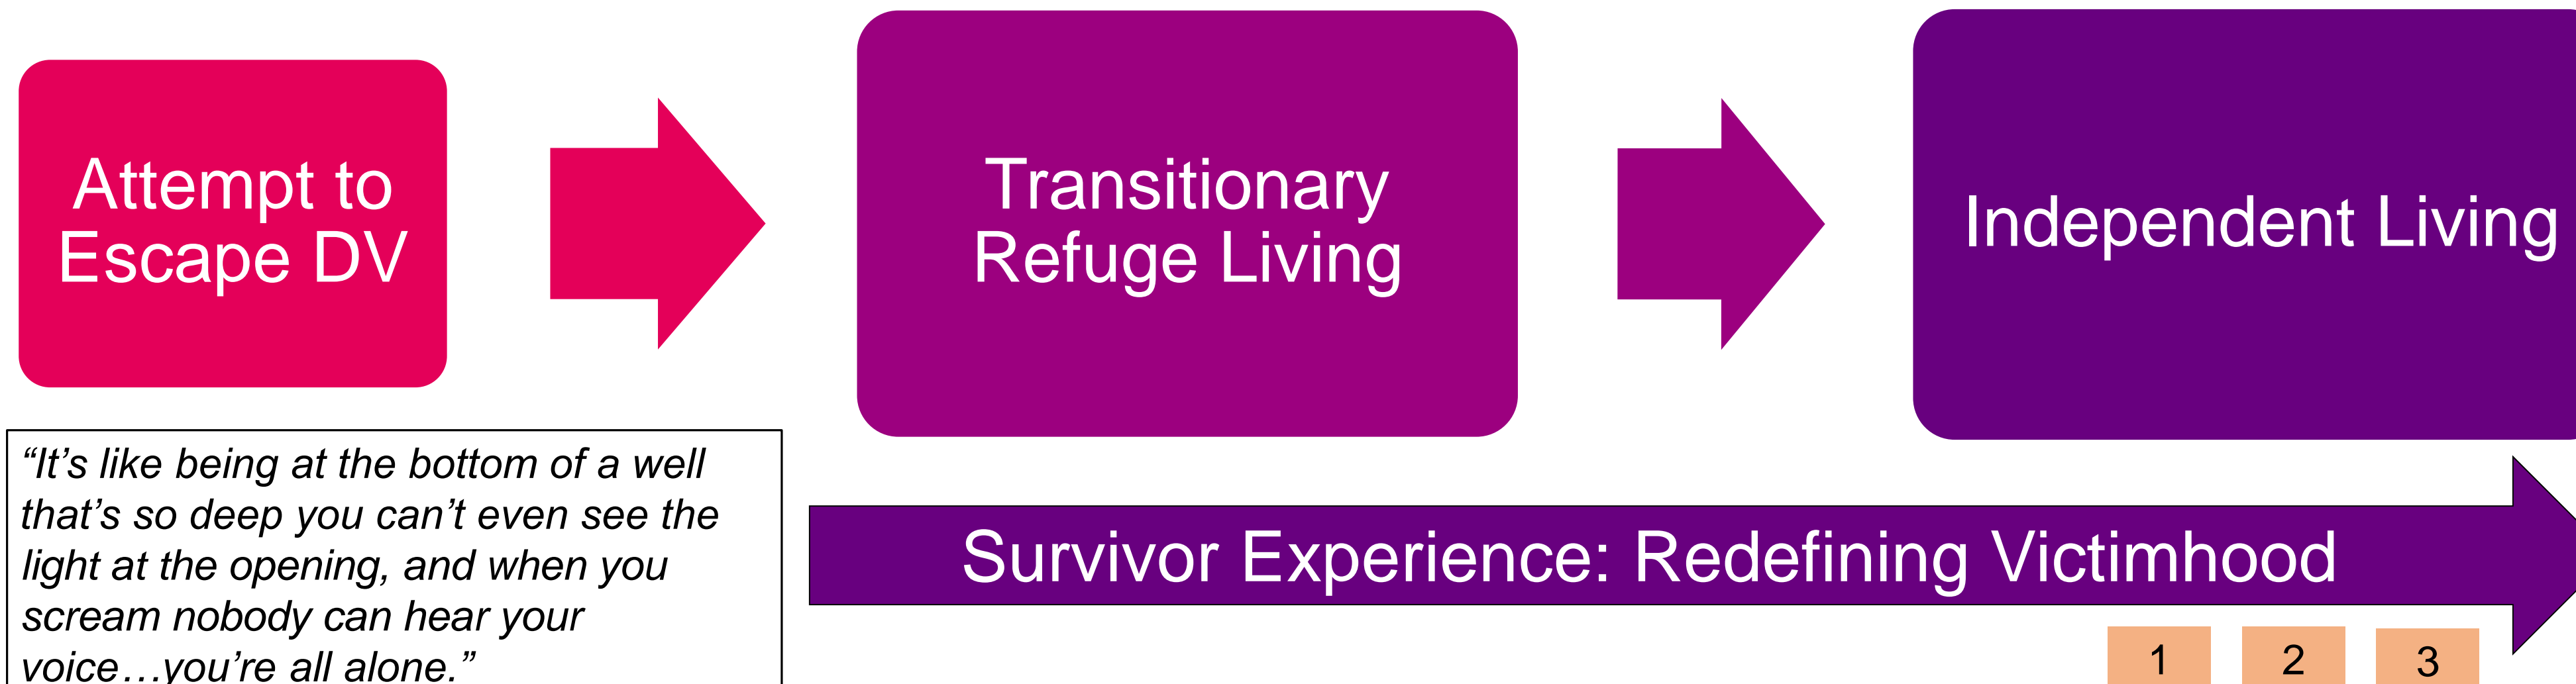 Attempt to
Escape DV
Transitionary
Refuge Living
Independent Living
“It’s like being at the bottom of a well
that’s so deep you can’t even see the
light at the opening, and when you
scream nobody can hear your
voice…you’re all alone.”
Survivor Experience: Redefining Victimhood
1 2 3